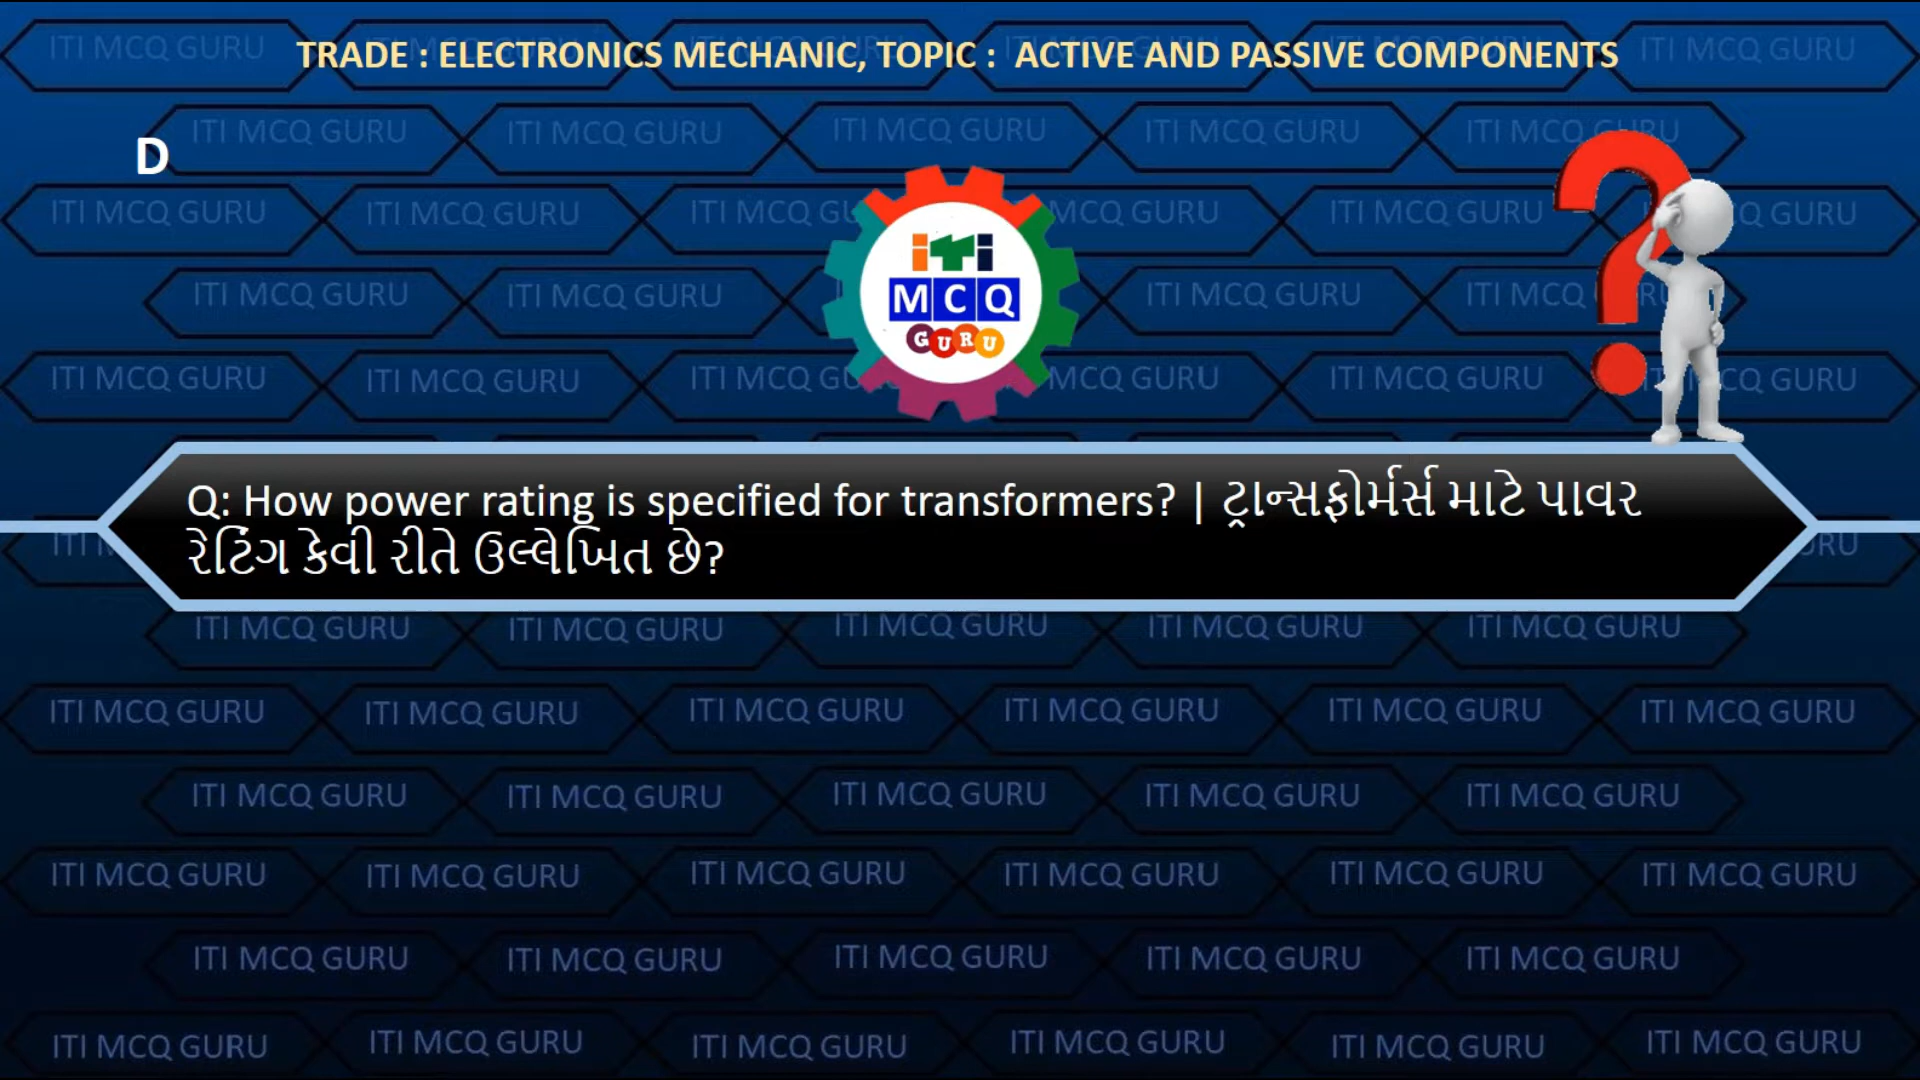 TRADE : ELECTRONICS MECHANIC, TOPIC : ACTIVE AND PASSIVE COMPONENTS
D
iTi
MCQ
GURU
Q: How power rating is specified for transformers? | ટ્રાન્સફોર્મર્સ માટે પાવર
રેટિંગ કેવી રીતે ઉલ્લેખિત છે?
ITI MCQ GURU